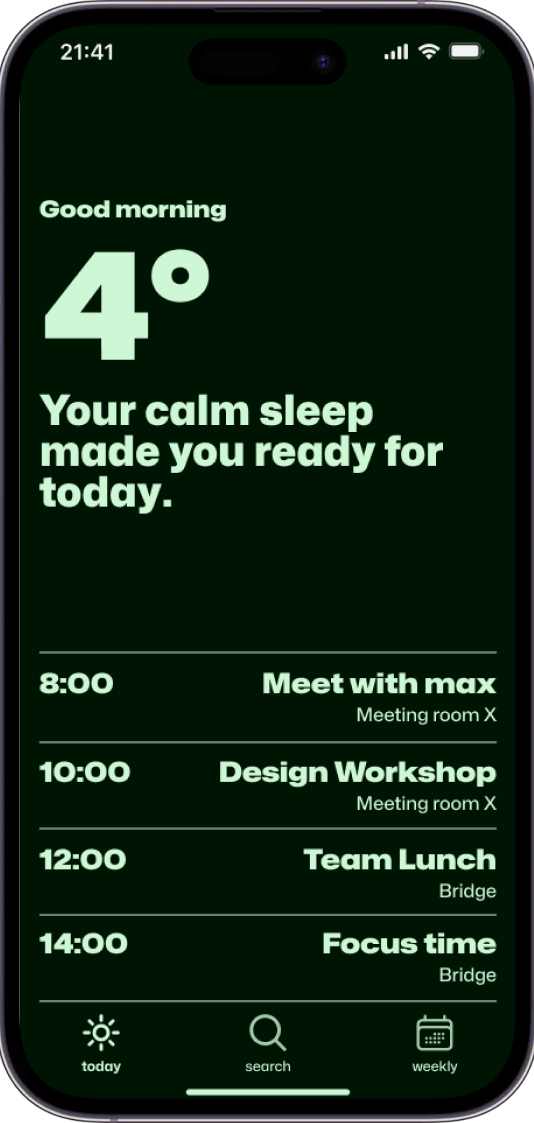 21:41
Good morning
4°
Your calm sleep
made you ready for
today.
8:00 Meet with max
Meeting room X
10:00 Design Workshop
Meeting room X
12:00 Team Lunch
Bridge
14:00 Focus time
Bridge
today search weekly